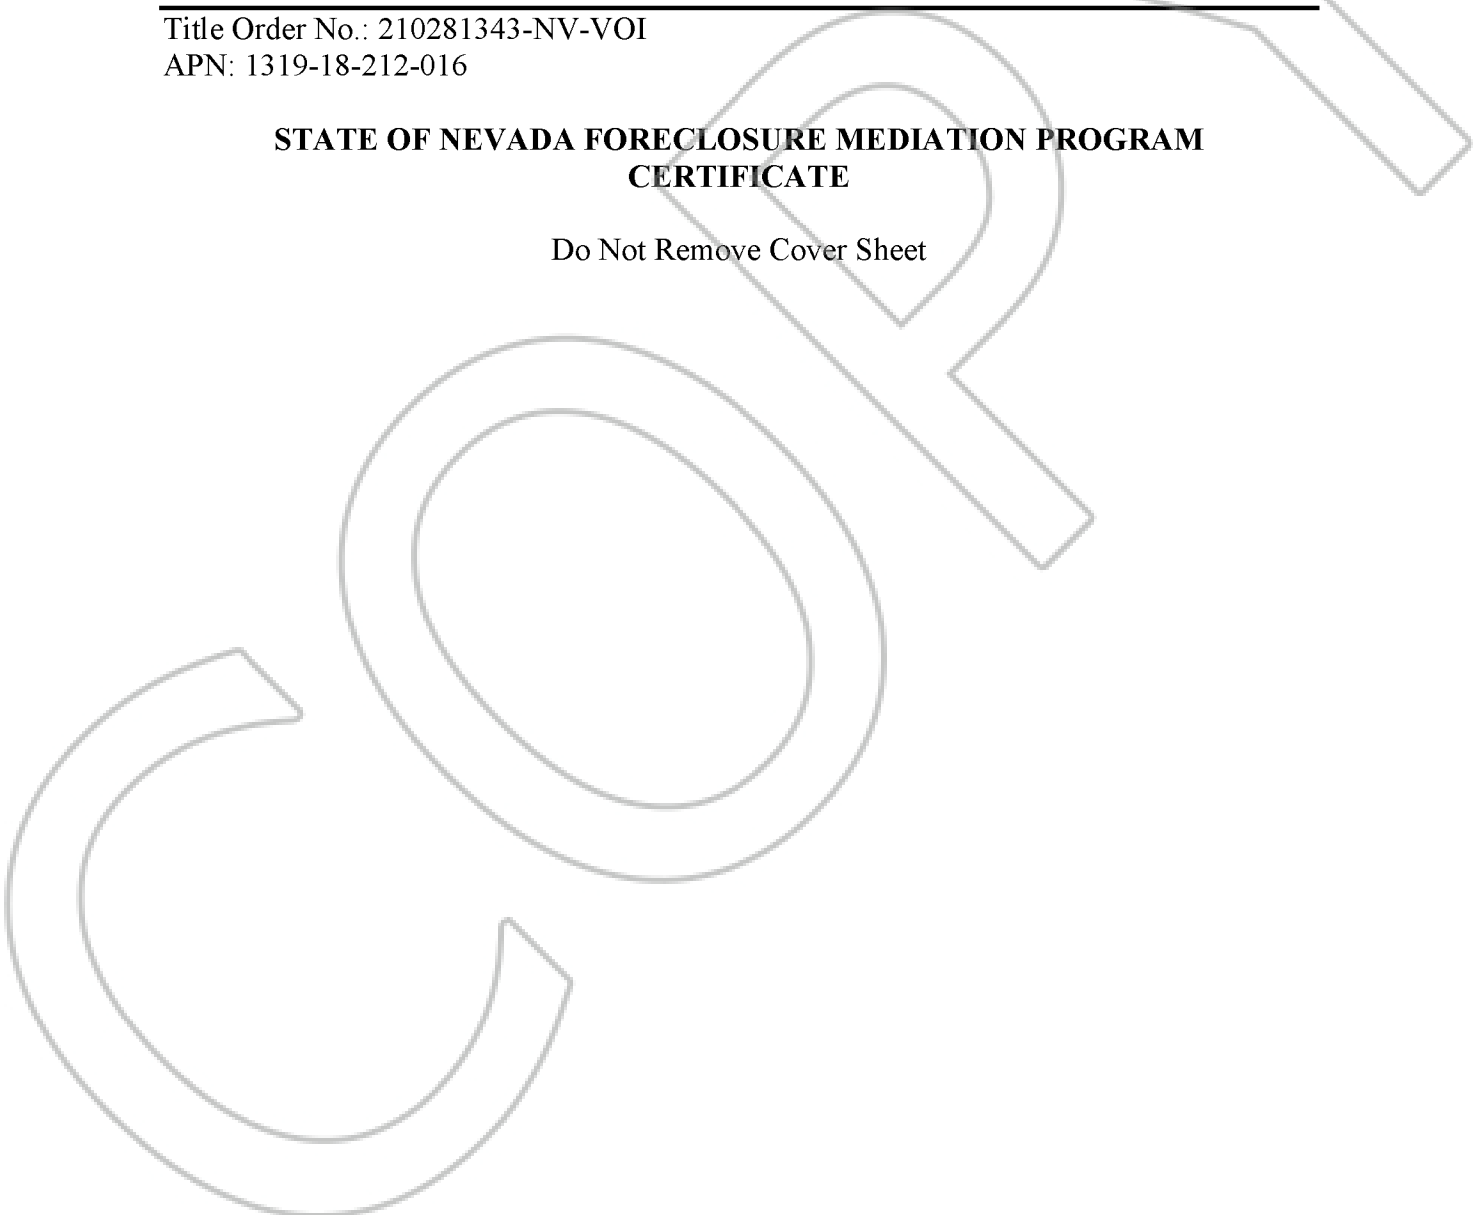 Title Order No.: 210281343-NV-VOI
APN: 1319-18-212-016
STATE OF NEVADA FORECLOSURE MEDIATION PROGRAM
CERTIFICATE
Do Not Remove Cover Sheet
COPY